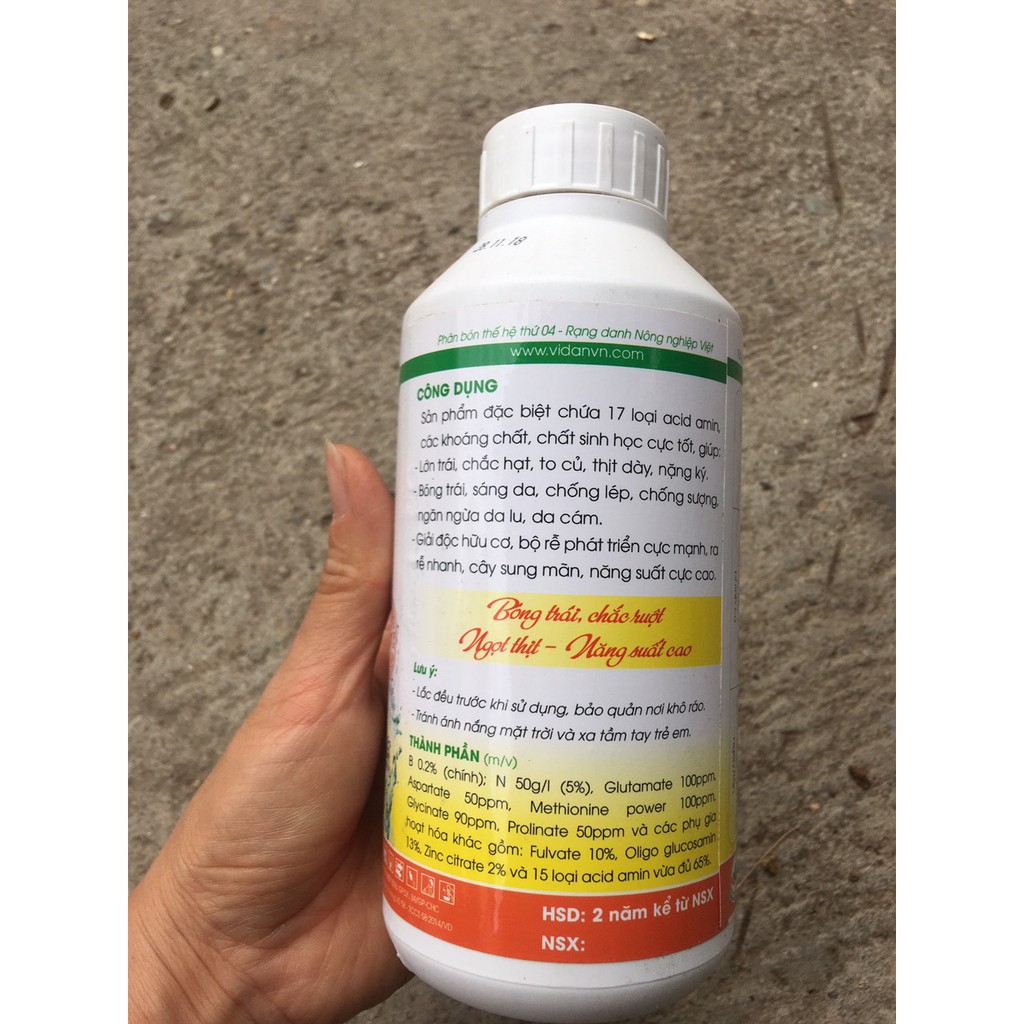 11.18
Phân bón thế hệ thứ 04 - Rạng danh Nông nghiệp Việt
www.vidanvn.com
CÔNG DỤNG
Sản phẩm đặc biệt chứa 17 loại acid amin,
các khoáng chất, chất sinh học cực tốt, giúp:
- Lớn trái, chắc hạt, to củ, thịt dày, nặng ký.
- Bóng trái, sáng da, chống lép, chống sượng,
ngăn ngừa da lu, da cám.
- Giải độc hữu cơ, bộ rễ phát triển cực mạnh, ra
rễ nhanh, cây sung mãn, năng suất cực cao.
Bóng trái, chắc ruột
Ngọt thịt – Năng suất cao
Lưu ý:
- Lắc đều trước khi sử dụng, bảo quản nơi khô ráo.
- Tránh ánh nắng mặt trời và xa tầm tay trẻ em.
THÀNH PHẦN (m/v)
B 0.2% (chính); N 50g/l (5%), Glutamate 100ppm,
Aspartate 50ppm, Methionine power 100ppm,
Glycinate 90ppm, Prolinate 50ppm và các phụ gia
hoạt hóa khác gồm: Fulvate 10%, Oligo glucosamin
13%, Zinc citrate 2% và 15 loại acid amin vừa đủ 65%.
HSD: 2 năm kể từ NSX
NSX: